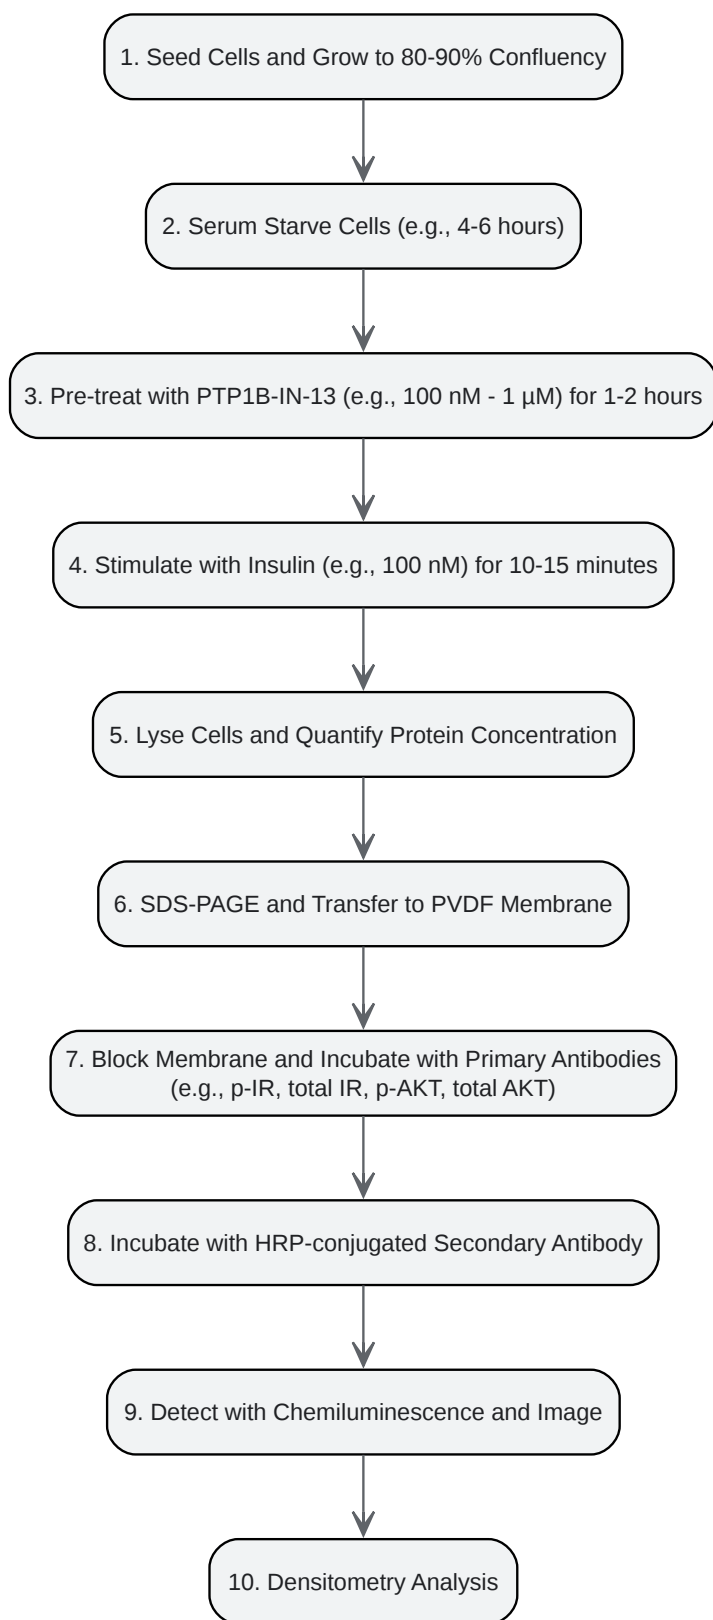 1. Seed Cells and Grow to 80-90% Confluency
2. Serum Starve Cells (e.g., 4-6 hours)
3. Pre-treat with PTP1B-IN-13 (e.g., 100 nM - 1 µM) for 1-2 hours
4. Stimulate with Insulin (e.g., 100 nM) for 10-15 minutes
5. Lyse Cells and Quantify Protein Concentration
6. SDS-PAGE and Transfer to PVDF Membrane
7. Block Membrane and Incubate with Primary Antibodies
(e.g., p-IR, total IR, p-AKT, total AKT)
8. Incubate with HRP-conjugated Secondary Antibody
9. Detect with Chemiluminescence and Image
10. Densitometry Analysis